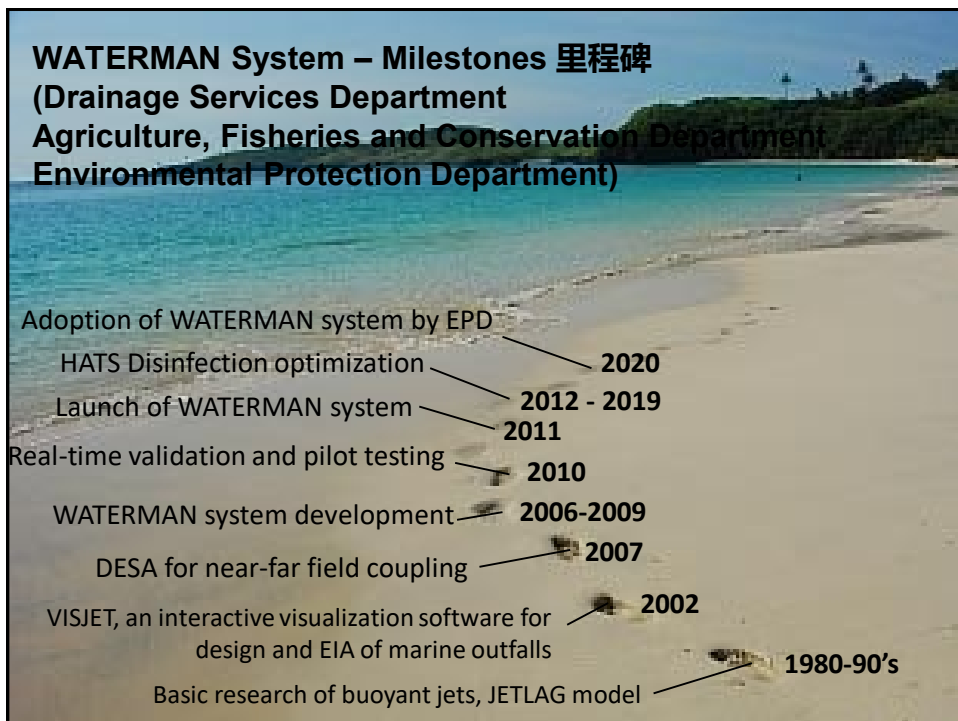 WATERMAN System – Milestones 里程碑
(Drainage Services Department
Agriculture, Fisheries and Conservation Department
Environmental Protection Department)
Adoption of WATERMAN system by EPD
2020
HATS Disinfection optimization
2012 - 2019
Launch of WATERMAN system
2011
Real-time validation and pilot testing
2010
WATERMAN system development
2006-2009
DESA for near-far field coupling
2007
VISJET, an interactive visualization software for
design and EIA of marine outfalls
2002
Basic research of buoyant jets, JETLAG model
1980-90's